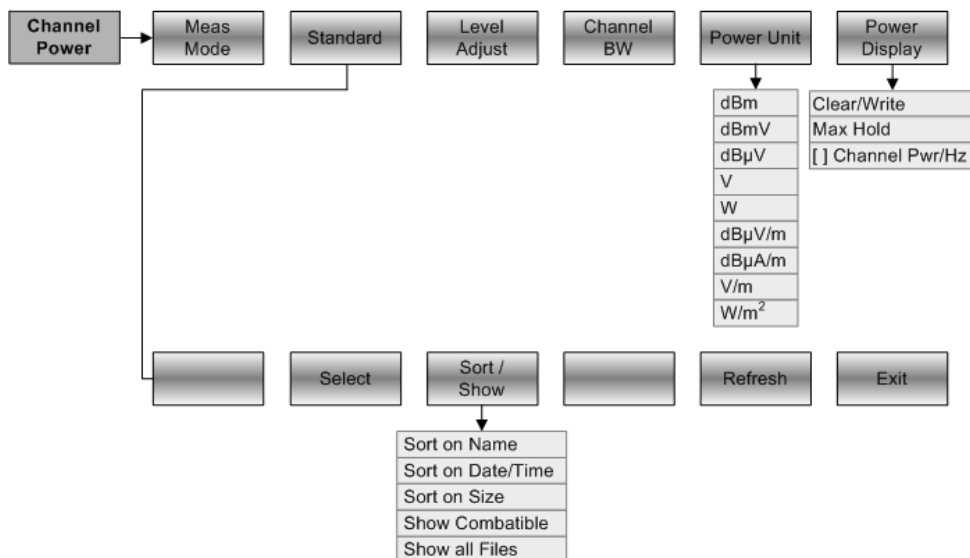 Channel
Power
Meas
Mode
Standard
Level
Adjust
Channel
BW
Power Unit
Power
Display
dBm
dBmV
dBµV
V
W
dBµV/m
dBµA/m
V/m
W/m²
Clear/Write
Max Hold
[ ] Channel Pwr/Hz
Select
Sort /
Show
Refresh
Exit
Sort on Name
Sort on Date/Time
Sort on Size
Show Combatible
Show all Files